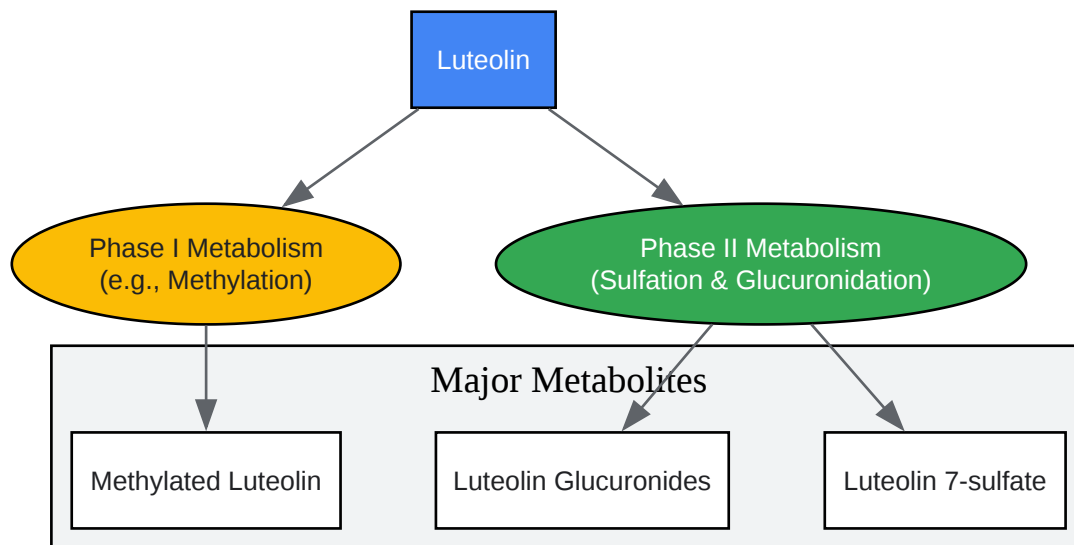 Luteolin
Phase I Metabolism
(e.g., Methylation)
Phase II Metabolism
(Sulfation & Glucuronidation)
Major Metabolites
Methylated Luteolin
Luteolin Glucuronides
Luteolin 7-sulfate